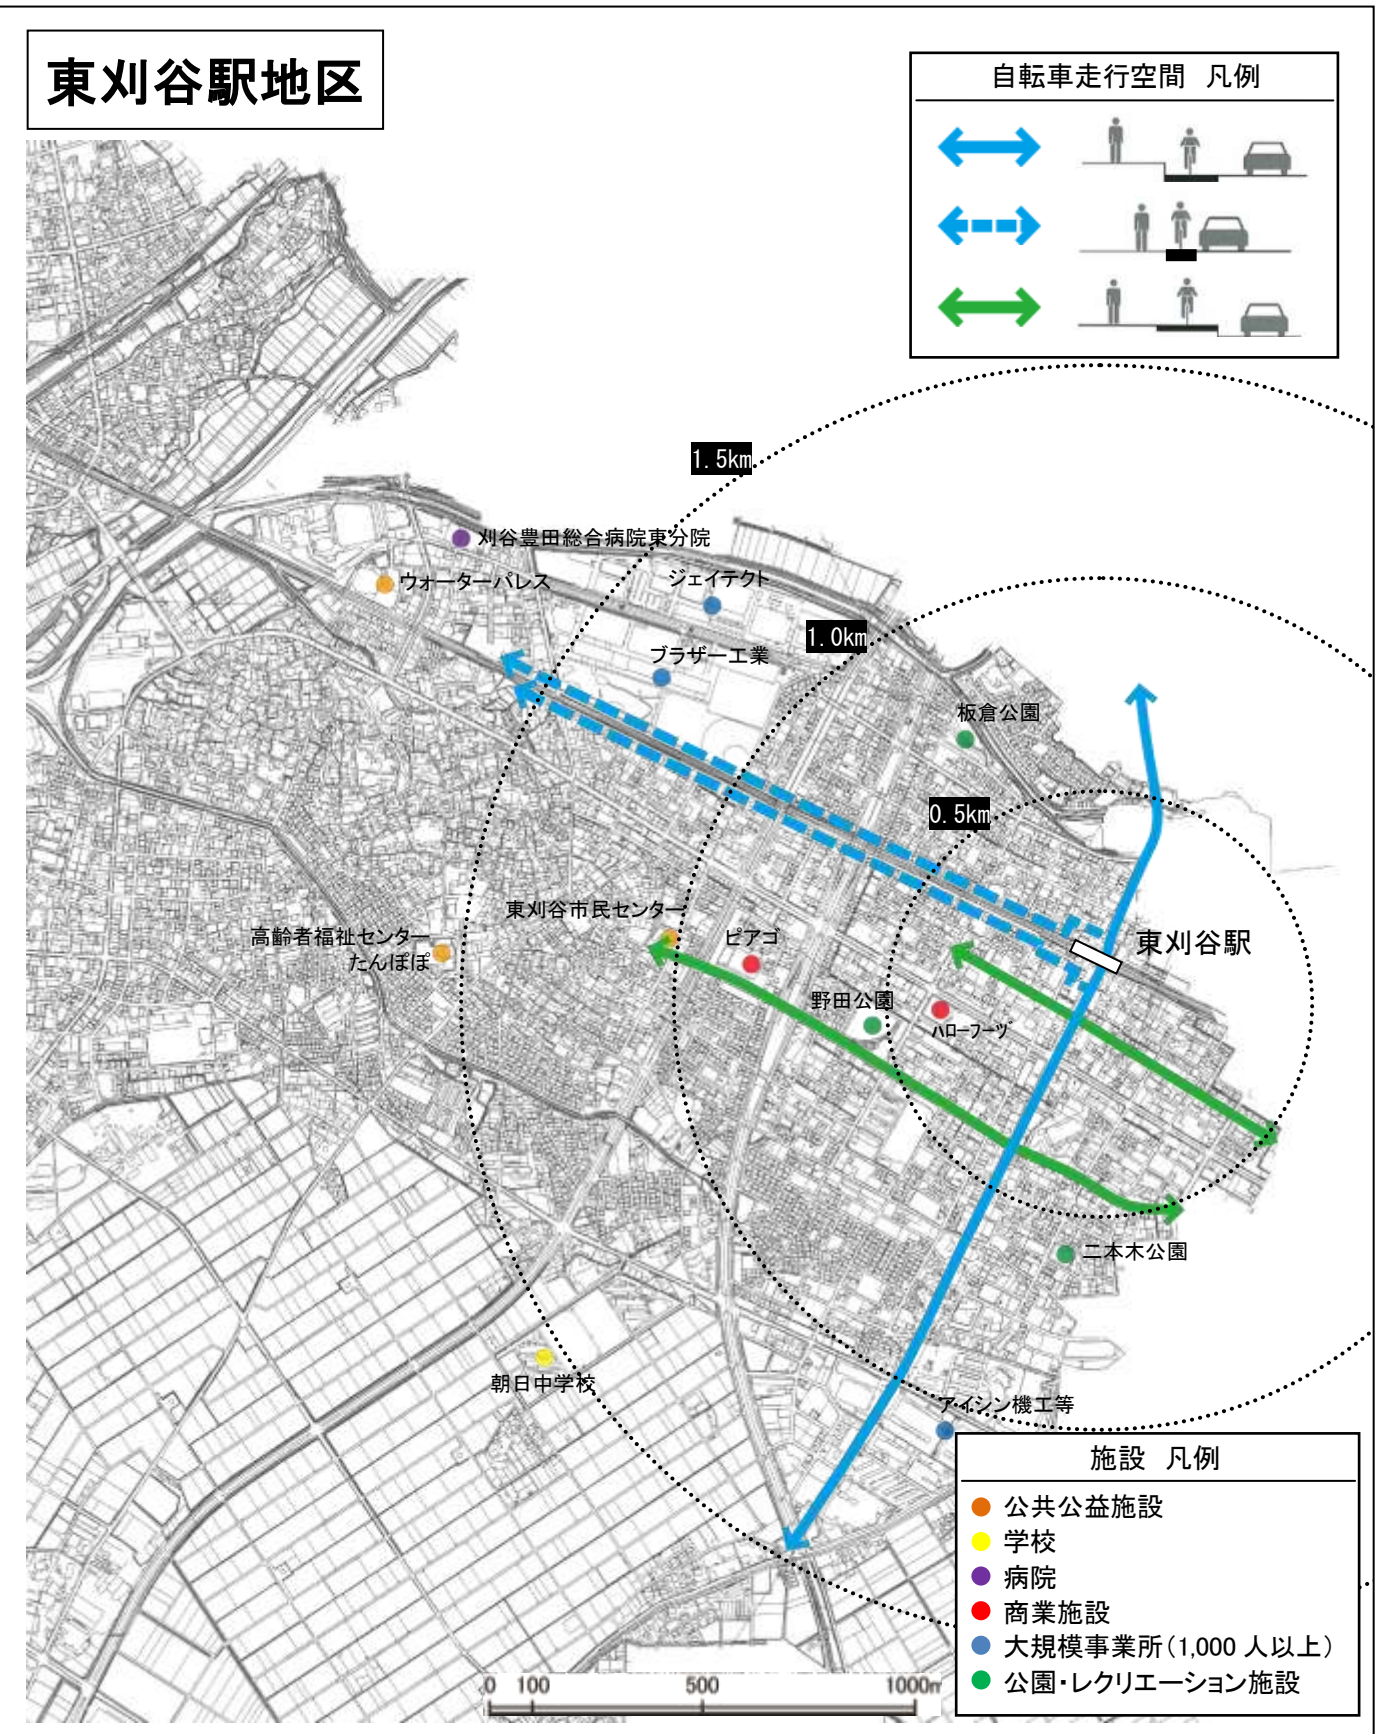 東刈谷駅地区
自転車走行空間 凡例
1.5km
刈谷豊田総合病院東分院
ウォーターパレス
ジェイテクト
1.0km
ブラザー工業
板倉公園
0.5km
東刈谷市民センター
ピアゴ
東刈谷駅
高齢者福祉センター
たんぽぽ
野田公園
ハローフーヅ
二本木公園
朝日中学校
アイシン機工等
施設 凡例
公共公益施設
学校
病院
商業施設
大規模事業所(1,000 人以上)
公園・レクリエーション施設
0 100 500 1000m